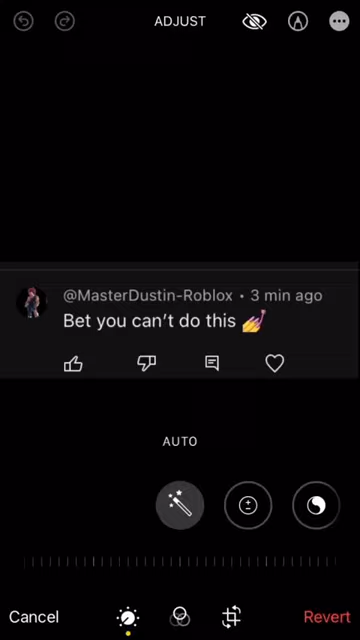 ADJUST
@MasterDustin-Roblox • 3 min ago
Bet you can't do this 💅
AUTO
Cancel
Revert